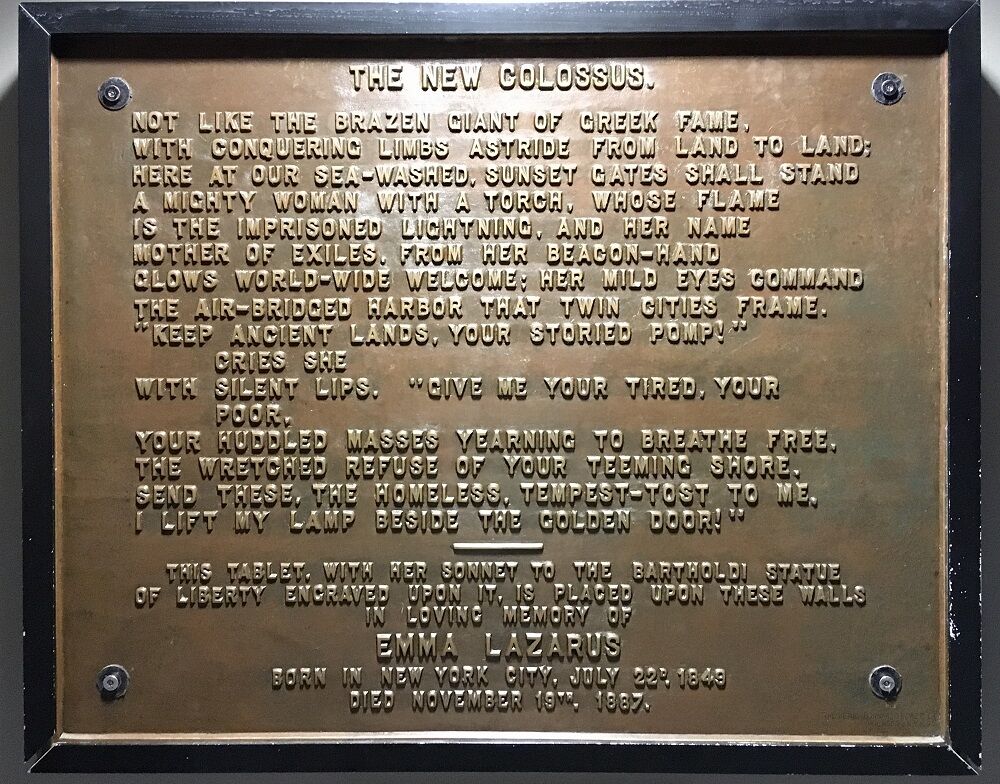 THE NEW COLOSSUS.
NOT LIKE THE BRAZEN GIANT OF GREEK FAME,
WITH CONQUERING LIMBS ASTRIDE FROM LAND TO LAND;
HERE AT OUR SEA-WASHED, SUNSET GATES SHALL STAND
A MIGHTY WOMAN WITH A TORCH, WHOSE FLAME
IS THE IMPRISONED LIGHTNING, AND HER NAME
MOTHER OF EXILES. FROM HER BEACON-HAND
GLOWS WORLD-WIDE WELCOME; HER MILD EYES COMMAND
THE AIR-BRIDGED HARBOR THAT TWIN CITIES FRAME.
"KEEP ANCIENT LANDS, YOUR STORIED POMP!"
CRIES SHE
WITH SILENT LIPS. "GIVE ME YOUR TIRED, YOUR
POOR,
YOUR HUDDLED MASSES YEARNING TO BREATHE FREE,
THE WRETCHED REFUSE OF YOUR TEEMING SHORE.
SEND THESE, THE HOMELESS, TEMPEST-TOST TO ME,
I LIFT MY LAMP BESIDE THE GOLDEN DOOR!"
THIS TABLET, WITH HER SONNET TO THE BARTHOLDI STATUE
OF LIBERTY ENGRAVED UPON IT, IS PLACED UPON THESE WALLS
IN LOVING MEMORY OF
EMMA LAZARUS
BORN IN NEW YORK CITY, JULY 22D, 1849
DIED NOVEMBER 19TH, 1887.